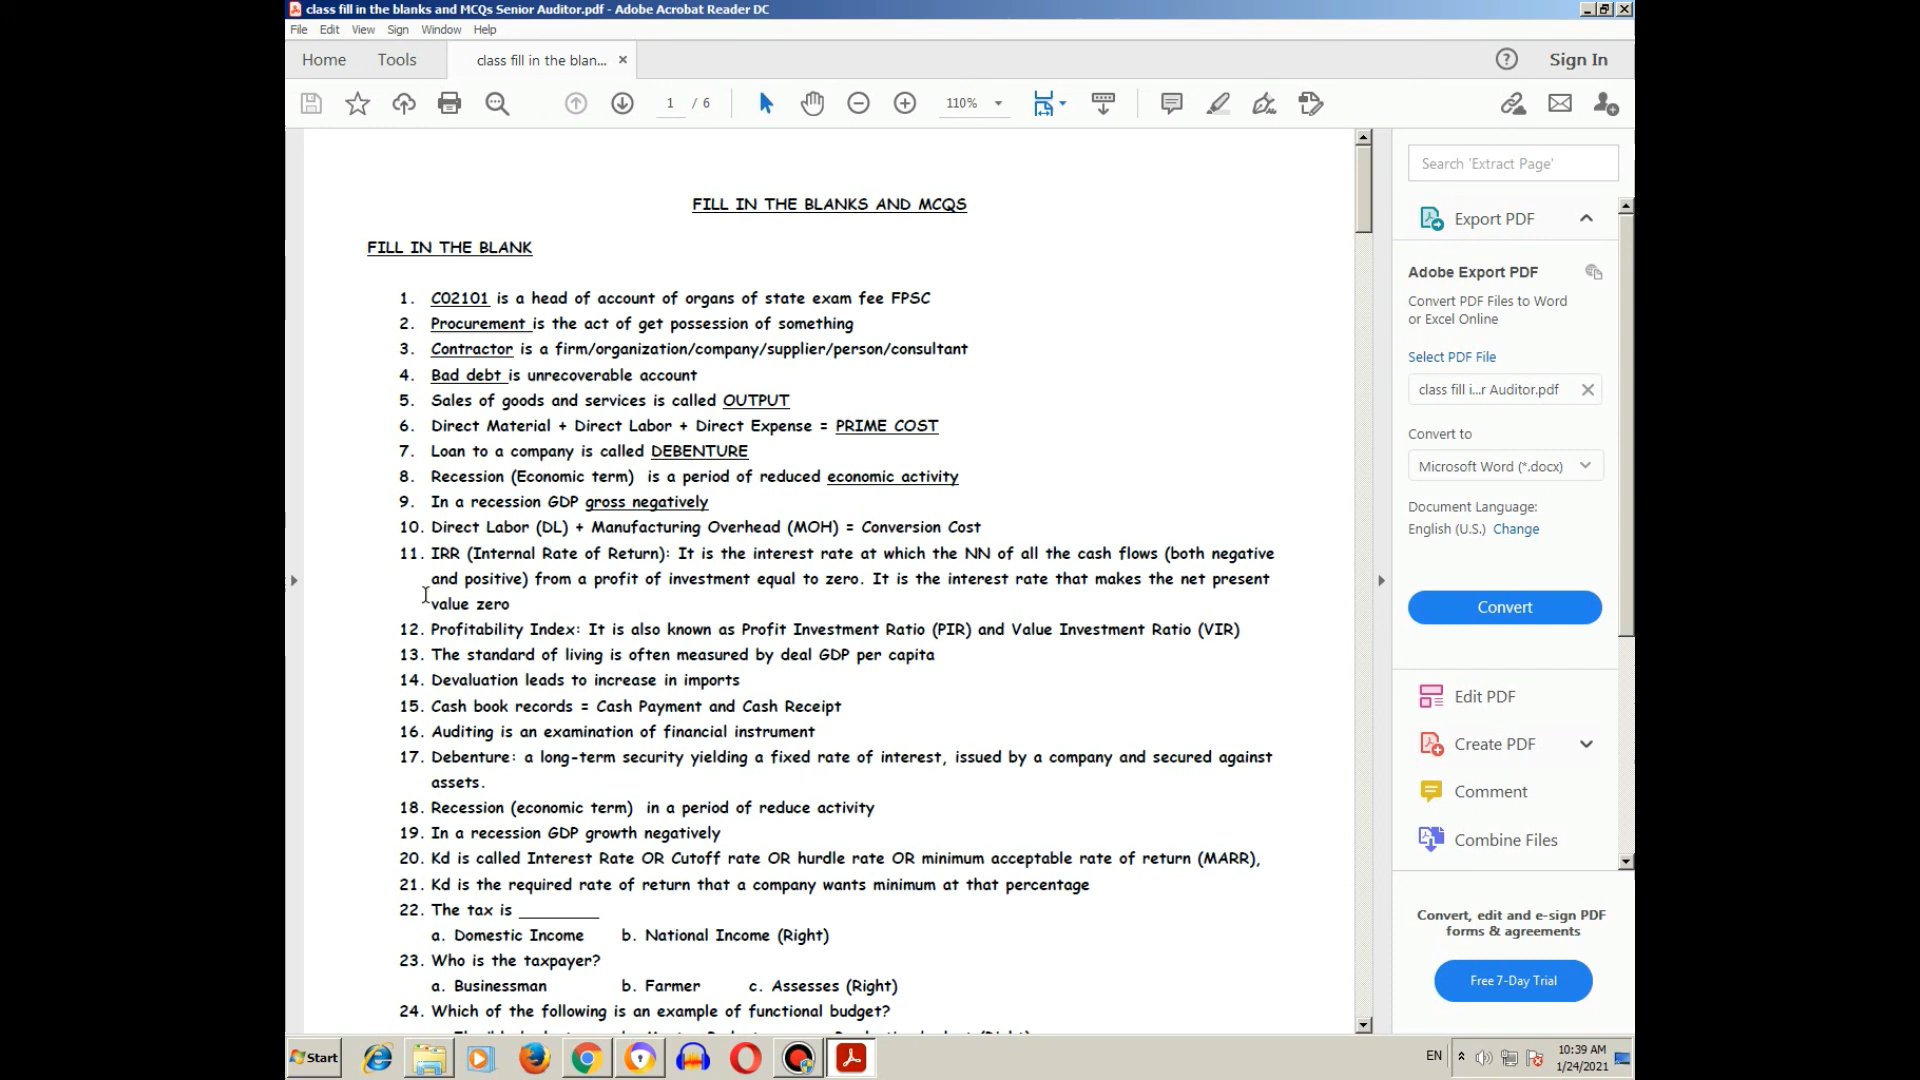 class fill in the blanks and MCQs Senior Auditor.pdf - Adobe Acrobat Reader DC
File Edit View Sign Window Help
Home Tools class fill in the blan... × Sign In
1 / 6 110%
FILL IN THE BLANKS AND MCQS
FILL IN THE BLANK
1. C02101 is a head of account of organs of state exam fee FPSC
2. Procurement is the act of get possession of something
3. Contractor is a firm/organization/company/supplier/person/consultant
4. Bad debt is unrecoverable account
5. Sales of goods and services is called OUTPUT
6. Direct Material + Direct Labor + Direct Expense = PRIME COST
7. Loan to a company is called DEBENTURE
8. Recession (Economic term) is a period of reduced economic activity
9. In a recession GDP gross negatively
10. Direct Labor (DL) + Manufacturing Overhead (MOH) = Conversion Cost
11. IRR (Internal Rate of Return): It is the interest rate at which the NN of all the cash flows (both negative
and positive) from a profit of investment equal to zero. It is the interest rate that makes the net present
value zero
12. Profitability Index: It is also known as Profit Investment Ratio (PIR) and Value Investment Ratio (VIR)
13. The standard of living is often measured by deal GDP per capita
14. Devaluation leads to increase in imports
15. Cash book records = Cash Payment and Cash Receipt
16. Auditing is an examination of financial instrument
17. Debenture: a long-term security yielding a fixed rate of interest, issued by a company and secured against
assets.
18. Recession (economic term) in a period of reduce activity
19. In a recession GDP growth negatively
20. Kd is called Interest Rate OR Cutoff rate OR hurdle rate OR minimum acceptable rate of return (MARR),
21. Kd is the required rate of return that a company wants minimum at that percentage
22. The tax is ________
a. Domestic Income b. National Income (Right)
23. Who is the taxpayer?
a. Businessman b. Farmer c. Assesses (Right)
24. Which of the following is an example of functional budget?
Search 'Extract Page'
Export PDF
Adobe Export PDF
Convert PDF Files to Word
or Excel Online
Select PDF File
class fill i...r Auditor.pdf
Convert to
Microsoft Word (*.docx)
Document Language:
English (U.S.) Change
Convert
Edit PDF
Create PDF
Comment
Combine Files
Convert, edit and e-sign PDF
forms & agreements
Free 7-Day Trial
Start EN 10:39 AM
1/24/2021